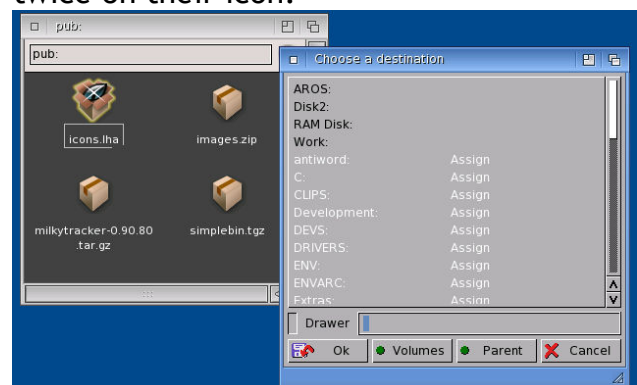 twice on their icon.
pub:
pub:
icons.lha
images.zip
milkytracker-0.90.80
.tar.gz
simplebin.tgz
Choose a destination
AROS:
Disk2:
RAM Disk:
Work:
antiword: Assign
C: Assign
CLIPS: Assign
Development: Assign
DEVS: Assign
DRIVERS: Assign
ENV: Assign
ENVARC: Assign
Extras: Assign
Drawer
Ok Volumes Parent Cancel